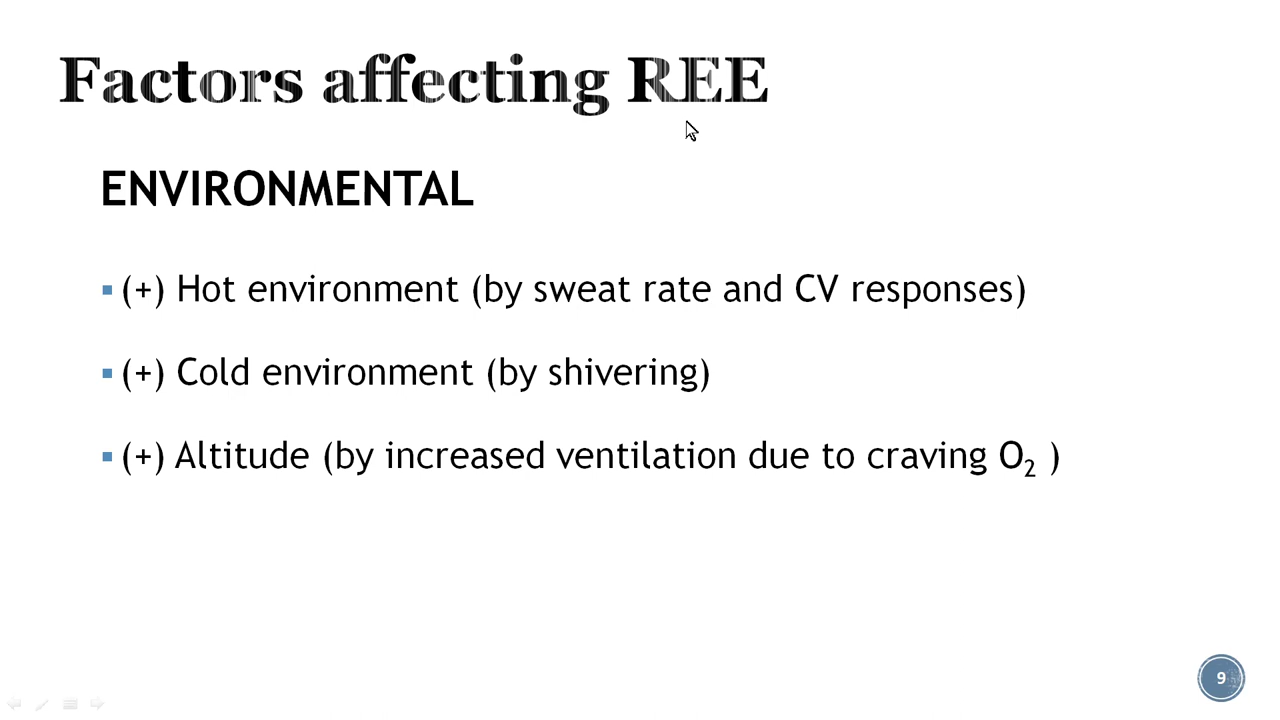 Factors affecting REE
ENVIRONMENTAL
▪ (+) Hot environment (by sweat rate and CV responses)
▪ (+) Cold environment (by shivering)
▪ (+) Altitude (by increased ventilation due to craving O₂ )
9